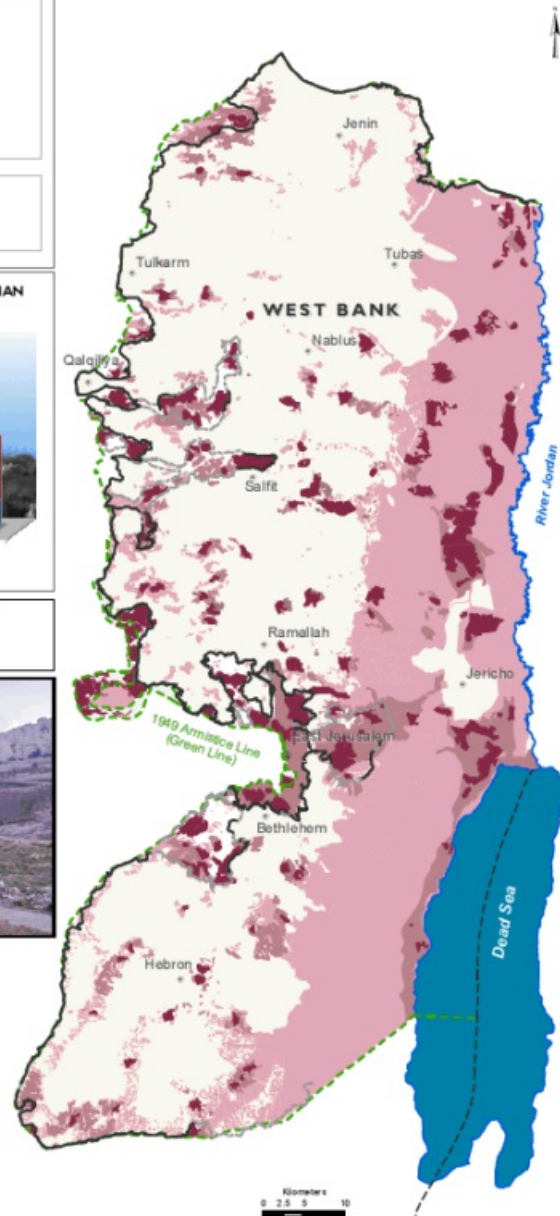 N
IAN
Jenin
Tulkarm
Tubas
WEST BANK
Nablus
Qalqiliya
Salfit
River Jordan
Ramallah
Jericho
1949 Armistice Line
(Green Line)
East Jerusalem
Bethlehem
Dead Sea
Hebron
Kilometers
0 2.5 5 10